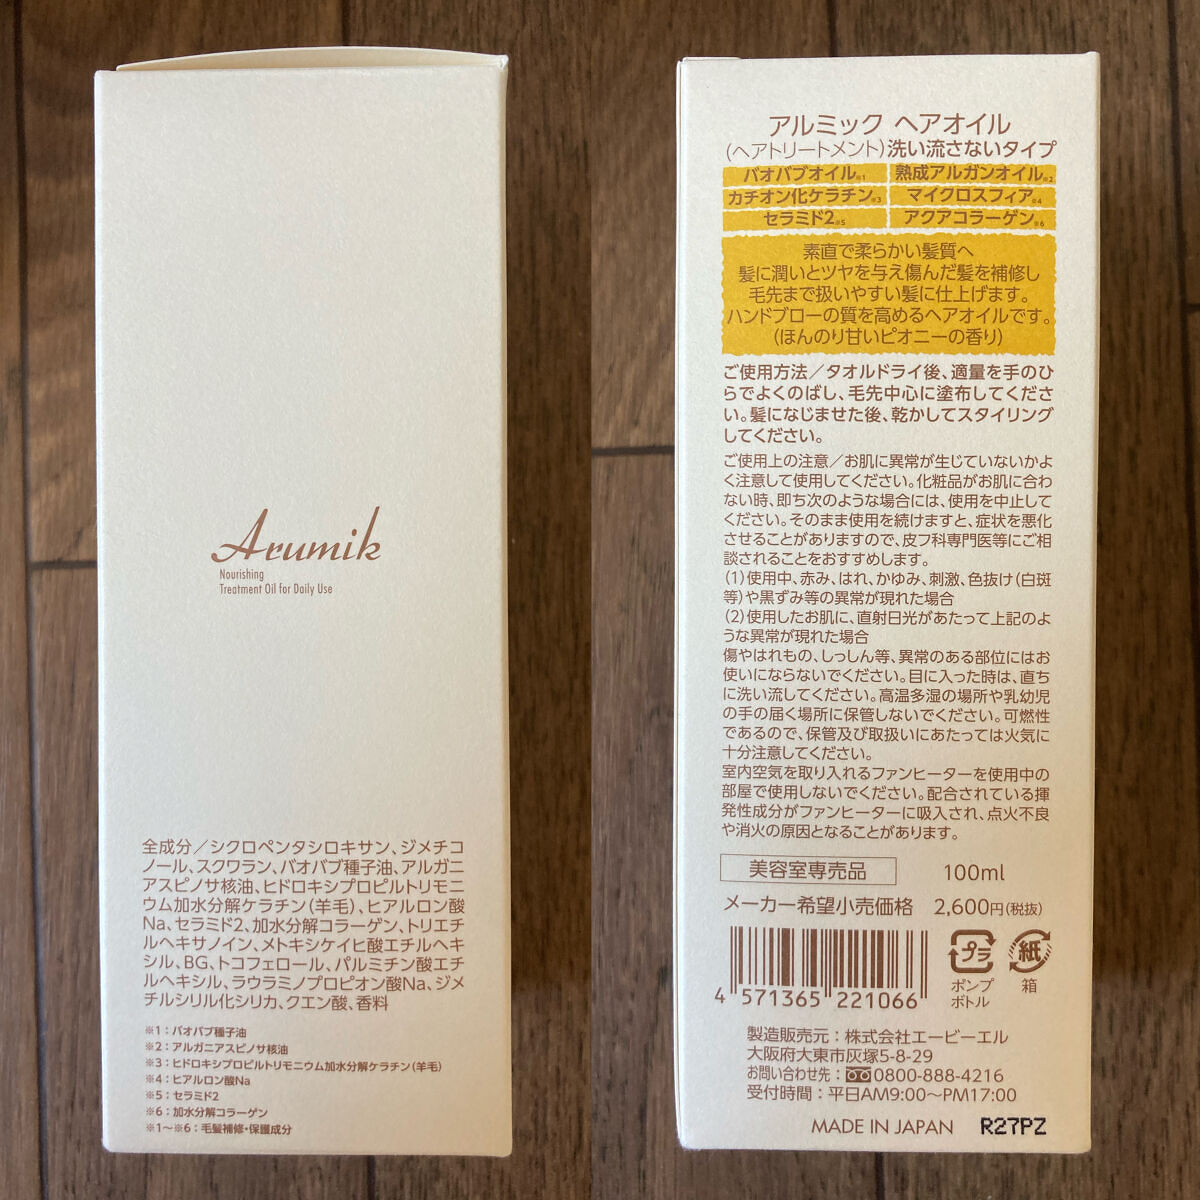 Arumik
Nourishing
Treatment Oil for Daily Use
全成分／シクロペンタシロキサン、ジメチコ
ノール、スクワラン、バオバブ種子油、アルガニ
アスピノサ核油、ヒドロキシプロピルトリモニ
ウム加水分解ケラチン(羊毛)、ヒアルロン酸
Na、セラミド2、加水分解コラーゲン、トリエチ
ルヘキサノイン、メトキシケイヒ酸エチルヘキ
シル、BG、トコフェロール、パルミチン酸エチ
ルヘキシル、ラウラミノプロピオン酸Na、ジメ
チルシリル化シリカ、クエン酸、香料
※1：バオバブ種子油
※2：アルガニアスピノサ核油
※3：ヒドロキシプロピルトリモニウム加水分解ケラチン(羊毛)
※4：ヒアルロン酸Na
※5：セラミド2
※6：加水分解コラーゲン
※1〜※6：毛髪補修・保護成分
アルミック ヘアオイル
(ヘアトリートメント)洗い流さないタイプ
バオバブオイル※1 熟成アルガンオイル※2
カチオン化ケラチン※3 マイクロスフィア※4
セラミド2※5 アクアコラーゲン※6
素直で柔らかい髪質へ
髪に潤いとツヤを与え傷んだ髪を補修し
毛先まで扱いやすい髪に仕上げます。
ハンドブローの質を高めるヘアオイルです。
(ほんのり甘いピオニーの香り)
ご使用方法／タオルドライ後、適量を手のひ
らでよくのばし、毛先中心に塗布してくださ
い。髪になじませた後、乾かしてスタイリング
してください。
ご使用上の注意／お肌に異常が生じていないかよ
く注意して使用してください。化粧品がお肌に合わ
ない時、即ち次のような場合には、使用を中止して
ください。そのまま使用を続けますと、症状を悪化
させることがありますので、皮フ科専門医等にご相
談されることをおすすめします。
(1)使用中、赤み、はれ、かゆみ、刺激、色抜け(白斑
等)や黒ずみ等の異常が現れた場合
(2)使用したお肌に、直射日光があたって上記のよ
うな異常が現れた場合
傷やはれもの、しっしん等、異常のある部位にはお
使いにならないでください。目に入った時は、直ち
に洗い流してください。高温多湿の場所や乳幼児
の手の届く場所に保管しないでください。可燃性
であるので、保管及び取扱いにあたっては火気に
十分注意してください。
室内空気を取り入れるファンヒーターを使用中の
部屋で使用しないでください。配合されている揮
発性成分がファンヒーターに吸入され、点火不良
や消火の原因となることがあります。
美容室専売品 100ml
メーカー希望小売価格 2,600円(税抜)
4 571365 221066
プラ 紙
ポンプ 箱
ボトル
製造販売元：株式会社エービーエル
大阪府大東市灰塚5-8-29
お問い合わせ先：0800-888-4216
受付時間：平日AM9:00〜PM17:00
MADE IN JAPAN R27PZ